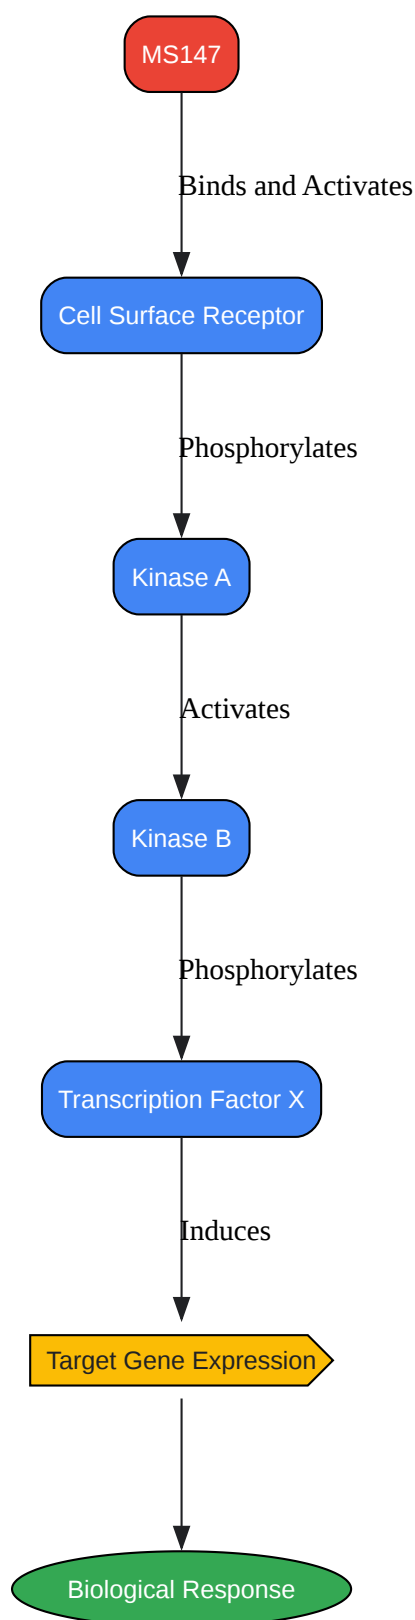 MS147
Binds and Activates
Cell Surface Receptor
Phosphorylates
Kinase A
Activates
Kinase B
Phosphorylates
Transcription Factor X
Induces
Target Gene Expression
Biological Response